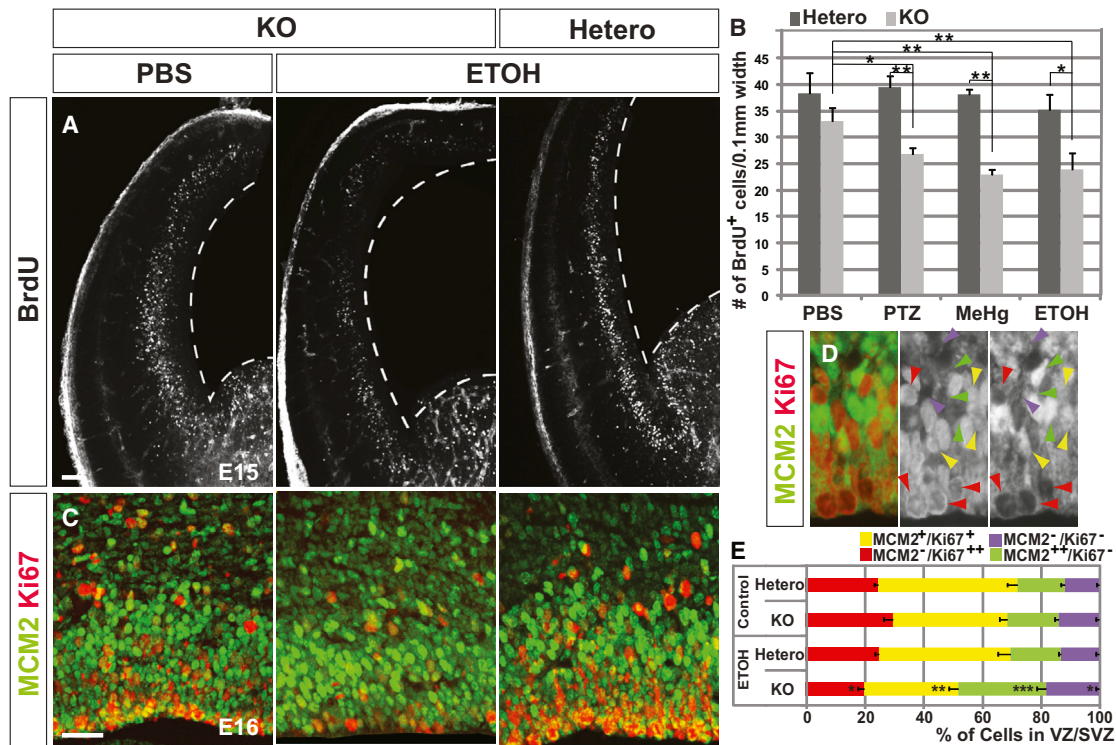 KO
Hetero
PBS
ETOH
BrdU
A
E15
MCM2 Ki67
C
E16
B
Hetero
KO
# of BrdU+ cells/0.1mm width
45
40
35
30
25
20
15
10
5
0
**
**
*
**
**
*
PBS
PTZ
MeHg
ETOH
MCM2 Ki67
D
E
MCM2+/Ki67+
MCM2-/Ki67-
MCM2-/Ki67++
MCM2++/Ki67-
Control
Hetero
KO
ETOH
Hetero
KO
*
**
***
*
0
20
40
60
80
100
% of Cells in VZ/SVZ